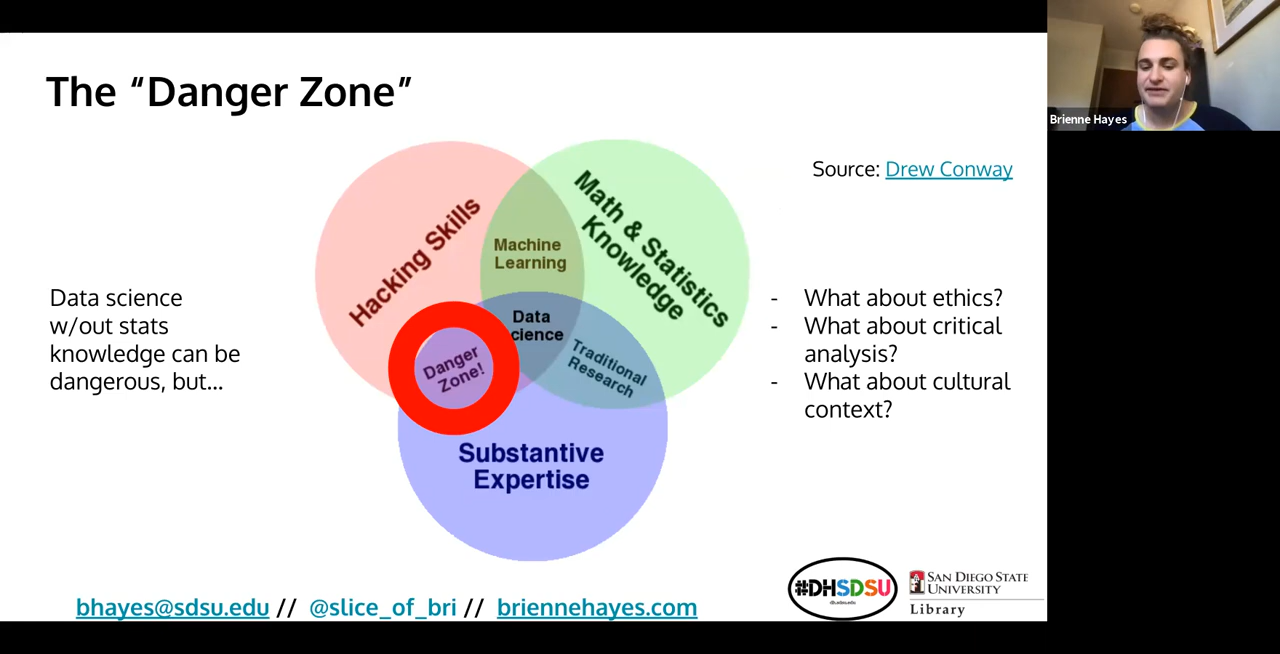 The “Danger Zone”
Brienne Hayes
Source: Drew Conway
Hacking Skills
Math & Statistics
Knowledge
Machine
Learning
Data
cience
Danger
Zone!
Traditional
Research
Substantive
Expertise
Data science
w/out stats
knowledge can be
dangerous, but...
- What about ethics?
- What about critical
analysis?
- What about cultural
context?
bhayes@sdsu.edu // @slice_of_bri // briennehayes.com
#DHSDSU
SAN DIEGO STATE
UNIVERSITY
Library